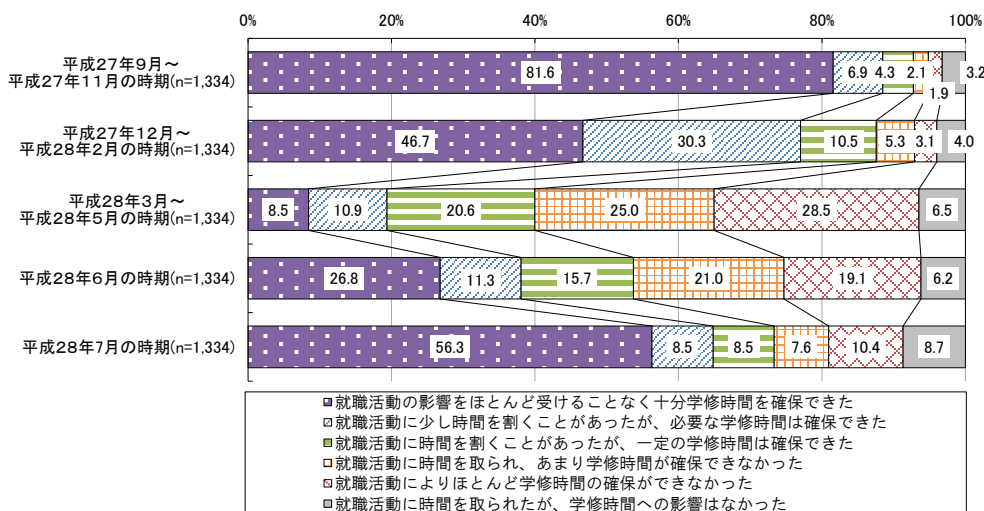 0% 20% 40% 60% 80% 100%
平成27年9月～
平成27年11月の時期(n=1,334)
81.6 6.9 4.3 2.1 1.9 3.2
平成27年12月～
平成28年2月の時期(n=1,334)
46.7 30.3 10.5 5.3 3.1 4.0
平成28年3月～
平成28年5月の時期(n=1,334)
8.5 10.9 20.6 25.0 28.5 6.5
平成28年6月の時期(n=1,334)
26.8 11.3 15.7 21.0 19.1 6.2
平成28年7月の時期(n=1,334)
56.3 8.5 8.5 7.6 10.4 8.7
就職活動の影響をほとんど受けることなく十分学修時間を確保できた
就職活動に少し時間を割くことがあったが、必要な学修時間は確保できた
就職活動に時間を割くことがあったが、一定の学修時間は確保できた
就職活動に時間を取られ、あまり学修時間が確保できなかった
就職活動によりほとんど学修時間の確保ができなかった
就職活動に時間を取られたが、学修時間への影響はなかった